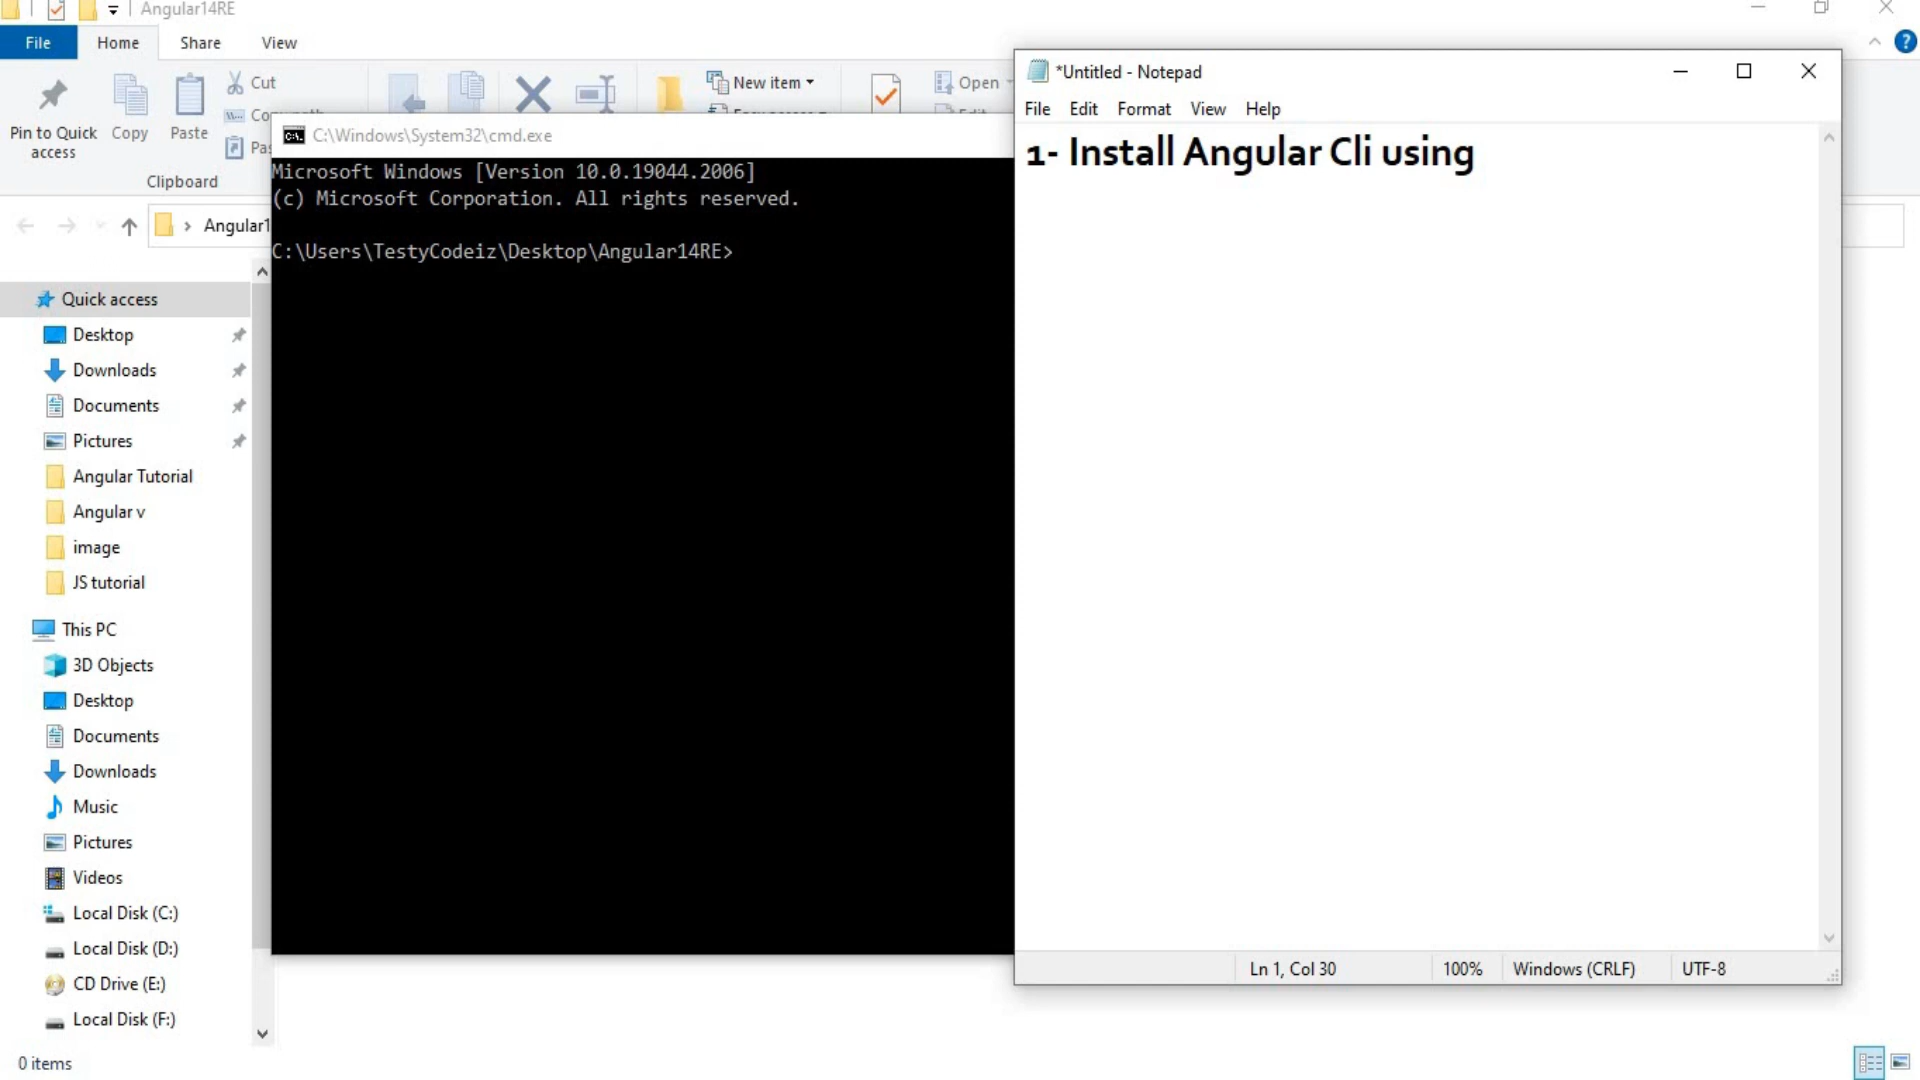 Angular14RE
File Home Share View
Pin to Quick access
Copy
Paste
Cut
Clipboard
New item
Open
Angular1
Quick access
Desktop
Downloads
Documents
Pictures
Angular Tutorial
Angular v
image
JS tutorial
This PC
3D Objects
Desktop
Documents
Downloads
Music
Pictures
Videos
Local Disk (C:)
Local Disk (D:)
CD Drive (E:)
Local Disk (F:)
0 items
C:\Windows\System32\cmd.exe
Microsoft Windows [Version 10.0.19044.2006]
(c) Microsoft Corporation. All rights reserved.
C:\Users\TestyCodeiz\Desktop\Angular14RE>
*Untitled - Notepad
File Edit Format View Help
1- Install Angular Cli using
Ln 1, Col 30 100% Windows (CRLF) UTF-8